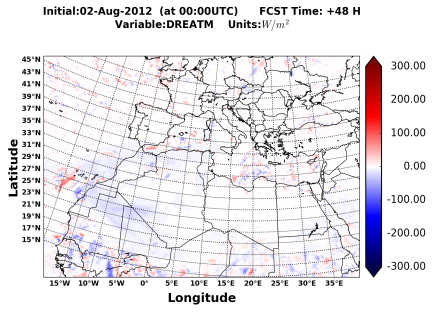 Initial:02-Aug-2012 (at 00:00UTC) FCST Time: +48 H
Variable:DREATM Units:W/m²
45°N
43°N
41°N
39°N
37°N
35°N
33°N
31°N
29°N
27°N
25°N
23°N
21°N
19°N
17°N
15°N
Latitude
15°W 10°W 5°W 0° 5°E 10°E 15°E 20°E 25°E 30°E 35°E
Longitude
300.00
200.00
100.00
0.00
-100.00
-200.00
-300.00